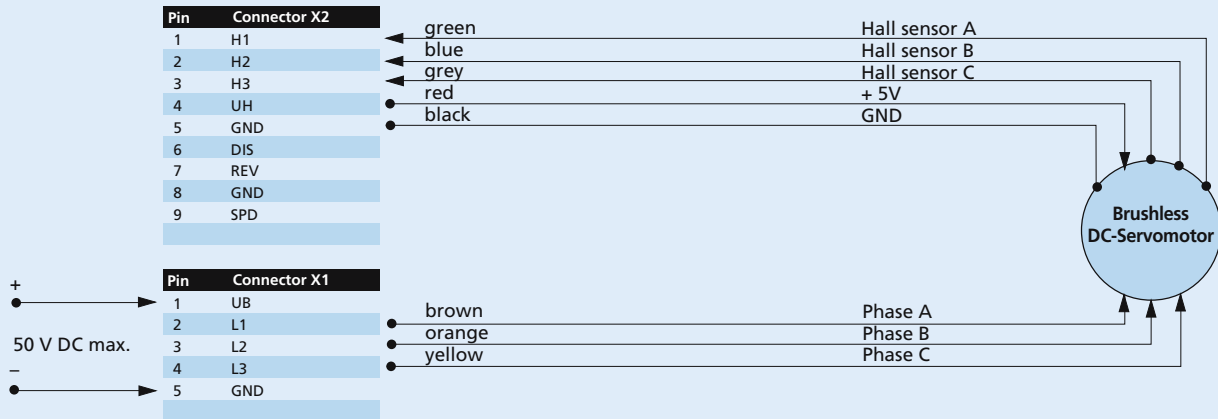 Pin Connector X2
1 H1 green Hall sensor A
2 H2 blue Hall sensor B
3 H3 grey Hall sensor C
4 UH red + 5V
5 GND black GND
6 DIS
7 REV
8 GND
9 SPD
Brushless
DC-Servomotor
Pin Connector X1
+
1 UB
2 L1 brown Phase A
3 L2 orange Phase B
50 V DC max.
4 L3 yellow Phase C
–
5 GND